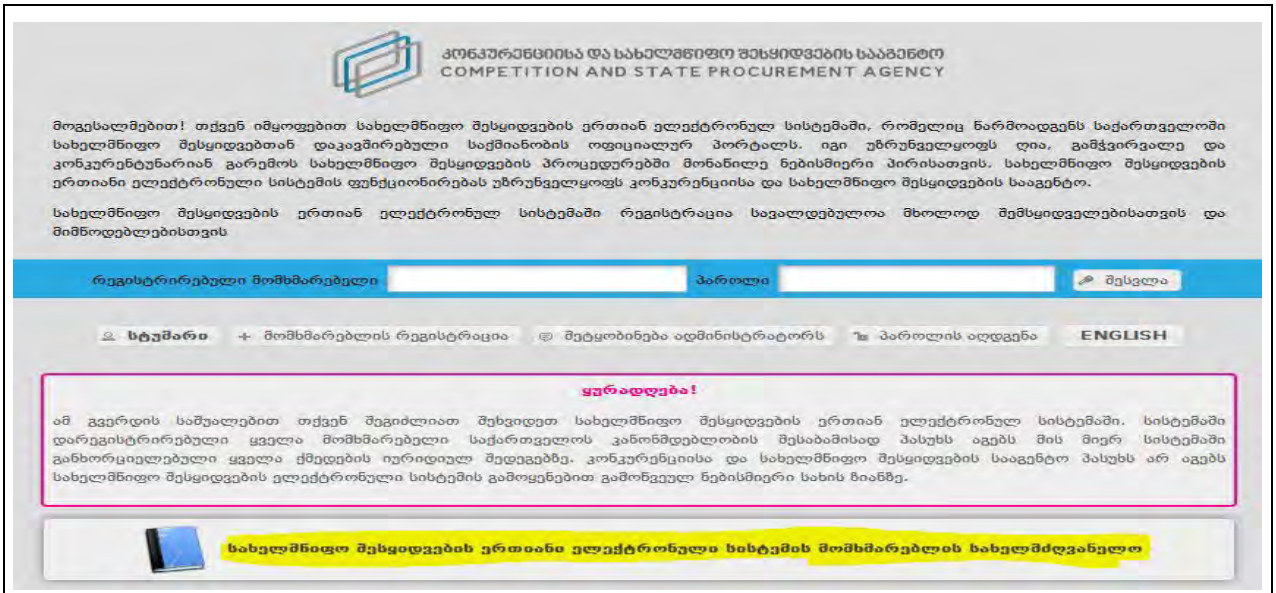 კონკურენციისა და სახელმწიფო შესყიდვების სააგენტო
COMPETITION AND STATE PROCUREMENT AGENCY
მოგესალმებით! თქვენ იმყოფებით სახელმწიფო შესყიდვების ერთიან ელექტრონულ სისტემაში, რომელიც წარმოადგენს საქართველოში
სახელმწიფო შესყიდვებთან დაკავშირებული საქმიანობის ოფიციალურ პორტალს. იგი უზრუნველყოფს ღია, გამჭვირვალე და
კონკურენტუნარიან გარემოს სახელმწიფო შესყიდვების პროცედურებში მონაწილე ნებისმიერი პირისათვის. სახელმწიფო შესყიდვების
ერთიანი ელექტრონული სისტემის ფუნქციონირებას უზრუნველყოფს კონკურენციისა და სახელმწიფო შესყიდვების სააგენტო.
სახელმწიფო შესყიდვების ერთიან ელექტრონულ სისტემაში რეგისტრაცია სავალდებულოა მხოლოდ შემსყიდველებისათვის და
მიმწოდებლებისთვის
რეგისტრირებული მომხმარებელი პაროლი შესვლა
სტუმარი + მომხმარებლის რეგისტრაცია შეტყობინება ადმინისტრატორს პაროლის აღდგენა ENGLISH
ყურადღება!
ამ გვერდის საშუალებით თქვენ შეგიძლიათ შეხვიდეთ სახელმწიფო შესყიდვების ერთიან ელექტრონულ სისტემაში. სისტემაში
დარეგისტრირებული ყველა მომხმარებელი საქართველოს კანონმდებლობის შესაბამისად პასუხს აგებს მის მიერ სისტემაში
განხორციელებული ყველა ქმედების იურიდიულ შედეგებზე. კონკურენციისა და სახელმწიფო შესყიდვების სააგენტო პასუხს არ აგებს
სახელმწიფო შესყიდვების ელექტრონული სისტემის გამოყენებით გამოწვეულ ნებისმიერი სახის ზიანზე.
სახელმწიფო შესყიდვების ერთიანი ელექტრონული სისტემის მომხმარებლის სახელმძღვანელო